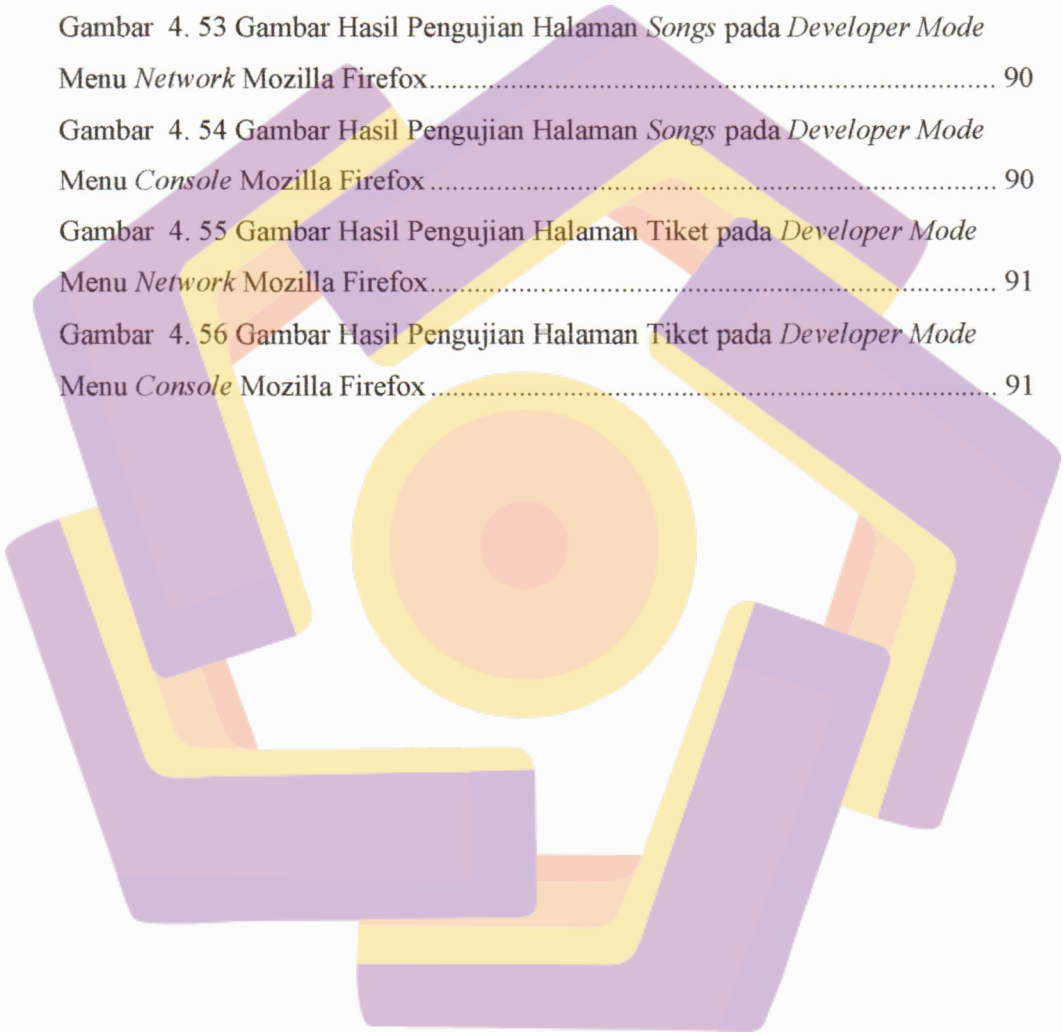 Gambar 4. 53 Gambar Hasil Pengujian Halaman Songs pada Developer Mode
Menu Network Mozilla Firefox.......................................................................................... 90
Gambar 4. 54 Gambar Hasil Pengujian Halaman Songs pada Developer Mode
Menu Console Mozilla Firefox.......................................................................................... 90
Gambar 4. 55 Gambar Hasil Pengujian Halaman Tiket pada Developer Mode
Menu Network Mozilla Firefox.......................................................................................... 91
Gambar 4. 56 Gambar Hasil Pengujian Halaman Tiket pada Developer Mode
Menu Console Mozilla Firefox.......................................................................................... 91